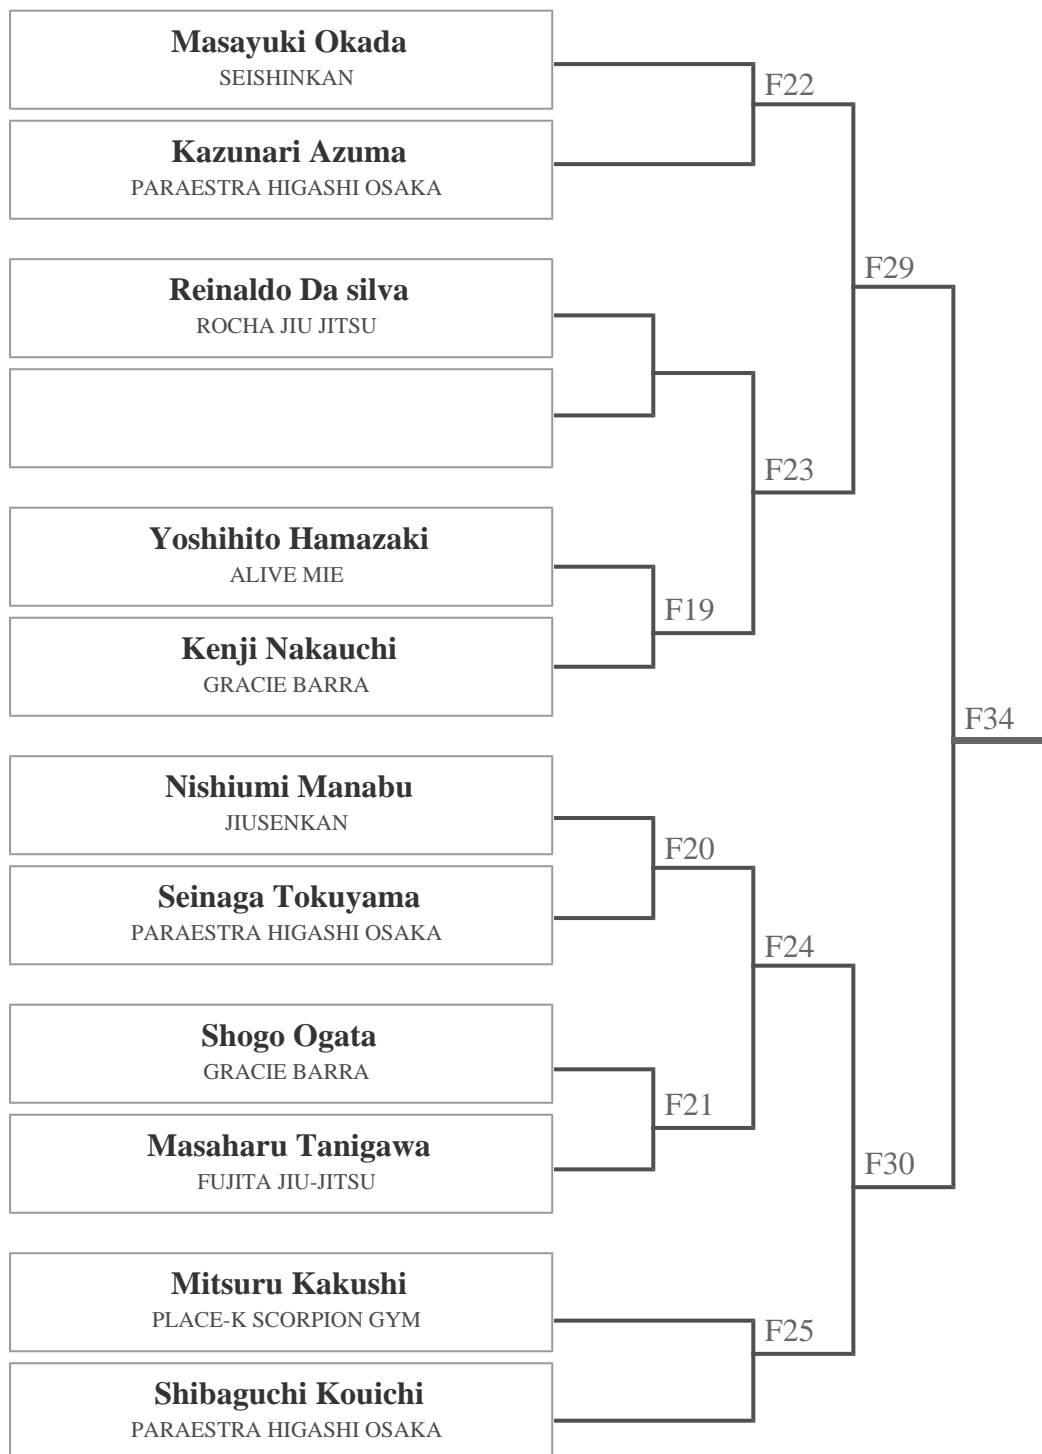 Masayuki Okada
SEISHINKAN
F22
Kazunari Azuma
PARAESTRA HIGASHI OSAKA
F29
Reinaldo Da silva
ROCHA JIU JITSU
F23
Yoshihito Hamazaki
ALIVE MIE
F19
Kenji Nakauchi
GRACIE BARRA
F34
Nishiumi Manabu
JIUSENKAN
F20
Seinaga Tokuyama
PARAESTRA HIGASHI OSAKA
F24
Shogo Ogata
GRACIE BARRA
F21
Masaharu Tanigawa
FUJITA JIU-JITSU
F30
Mitsuru Kakushi
PLACE-K SCORPION GYM
F25
Shibaguchi Kouichi
PARAESTRA HIGASHI OSAKA